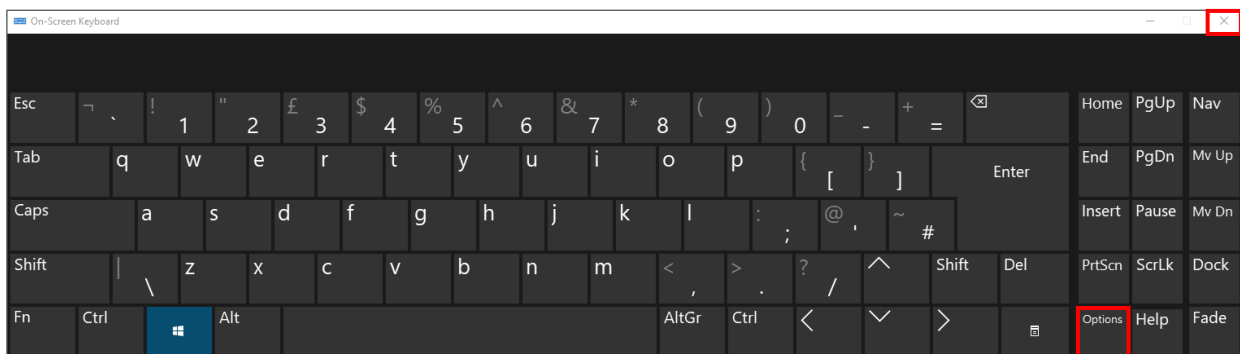 On-Screen Keyboard
Esc ¬ ` ! 1 " 2 £ 3 $ 4 % 5 ^ 6 & 7 * 8 ( 9 ) 0 _ - + = Home PgUp Nav
Tab q w e r t y u i o p { [ } ] Enter End PgDn Mv Up
Caps a s d f g h j k l : ; @ ' ~ # Insert Pause Mv Dn
Shift | \ z x c v b n m < , > . ? / Shift Del PrtScn ScrLk Dock
Fn Ctrl Alt AltGr Ctrl Options Help Fade